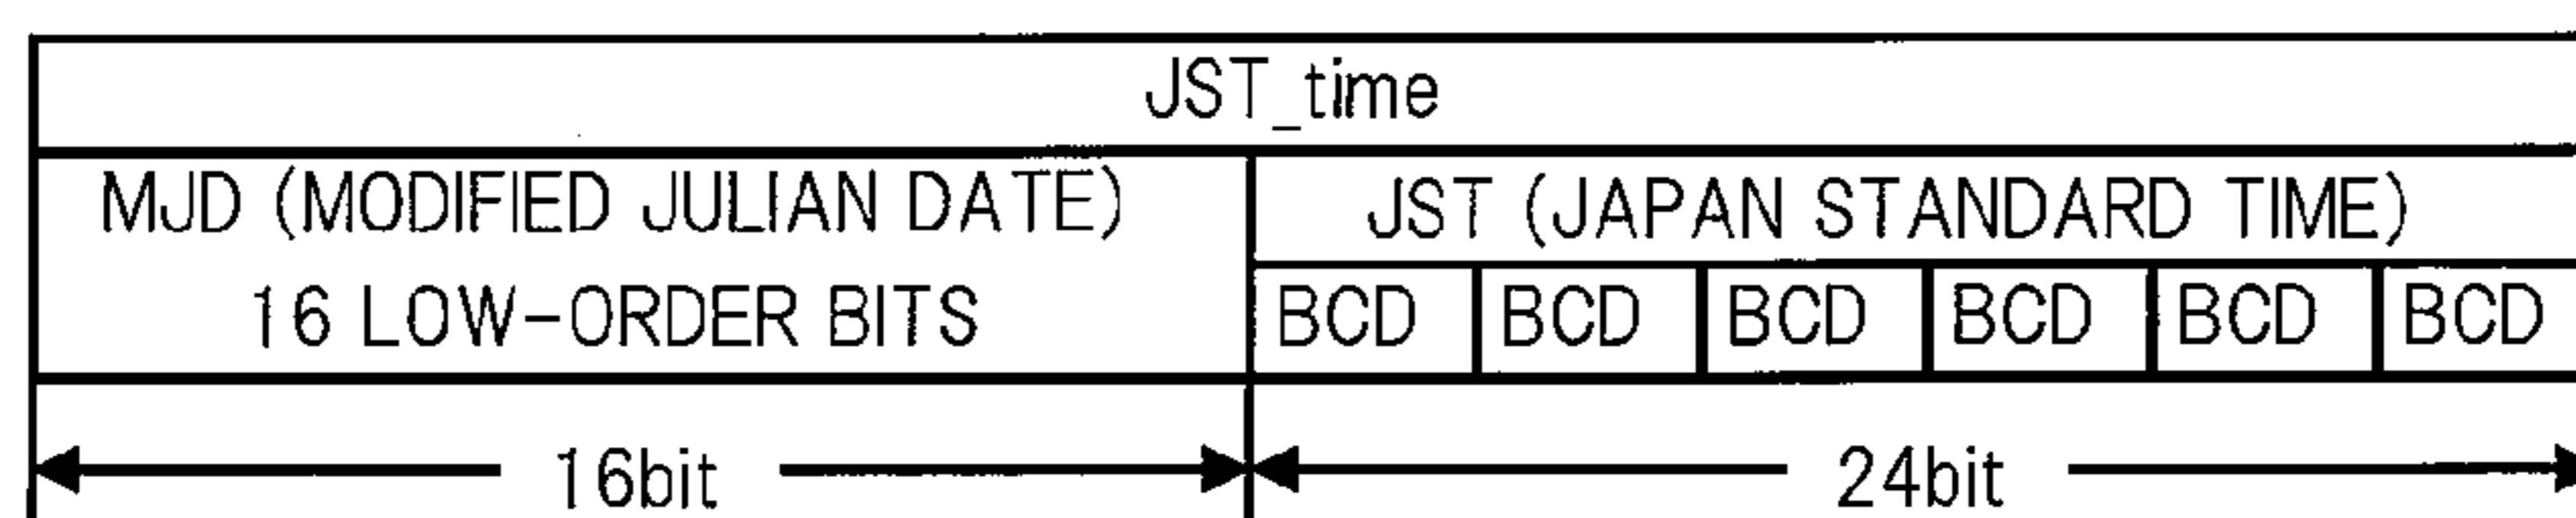 JST_time
MJD (MODIFIED JULIAN DATE)
16 LOW-ORDER BITS
JST (JAPAN STANDARD TIME)
BCD BCD BCD BCD BCD BCD
16bit 24bit